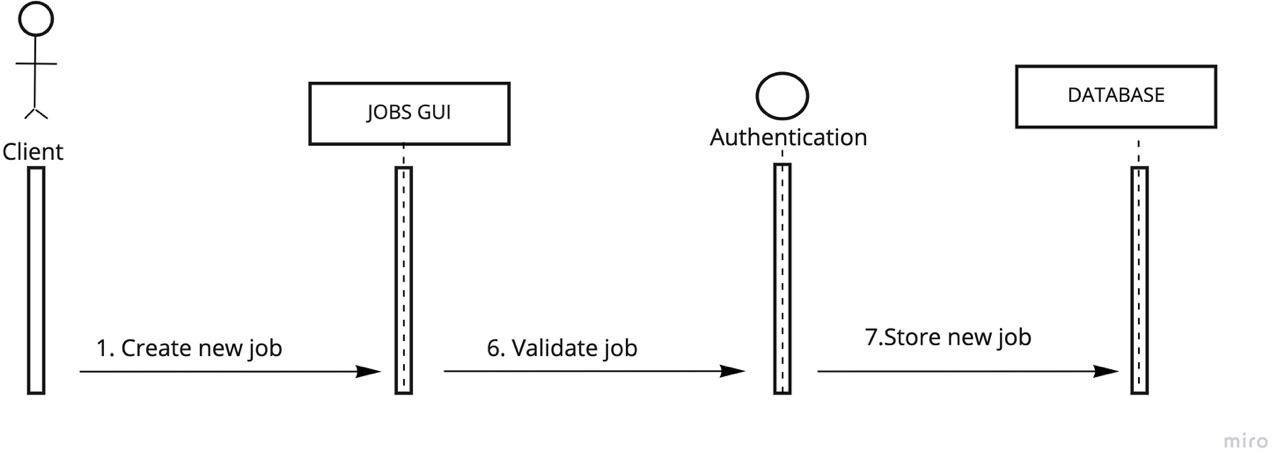 Client
JOBS GUI
Authentication
DATABASE
1. Create new job
6. Validate job
7.Store new job
miro